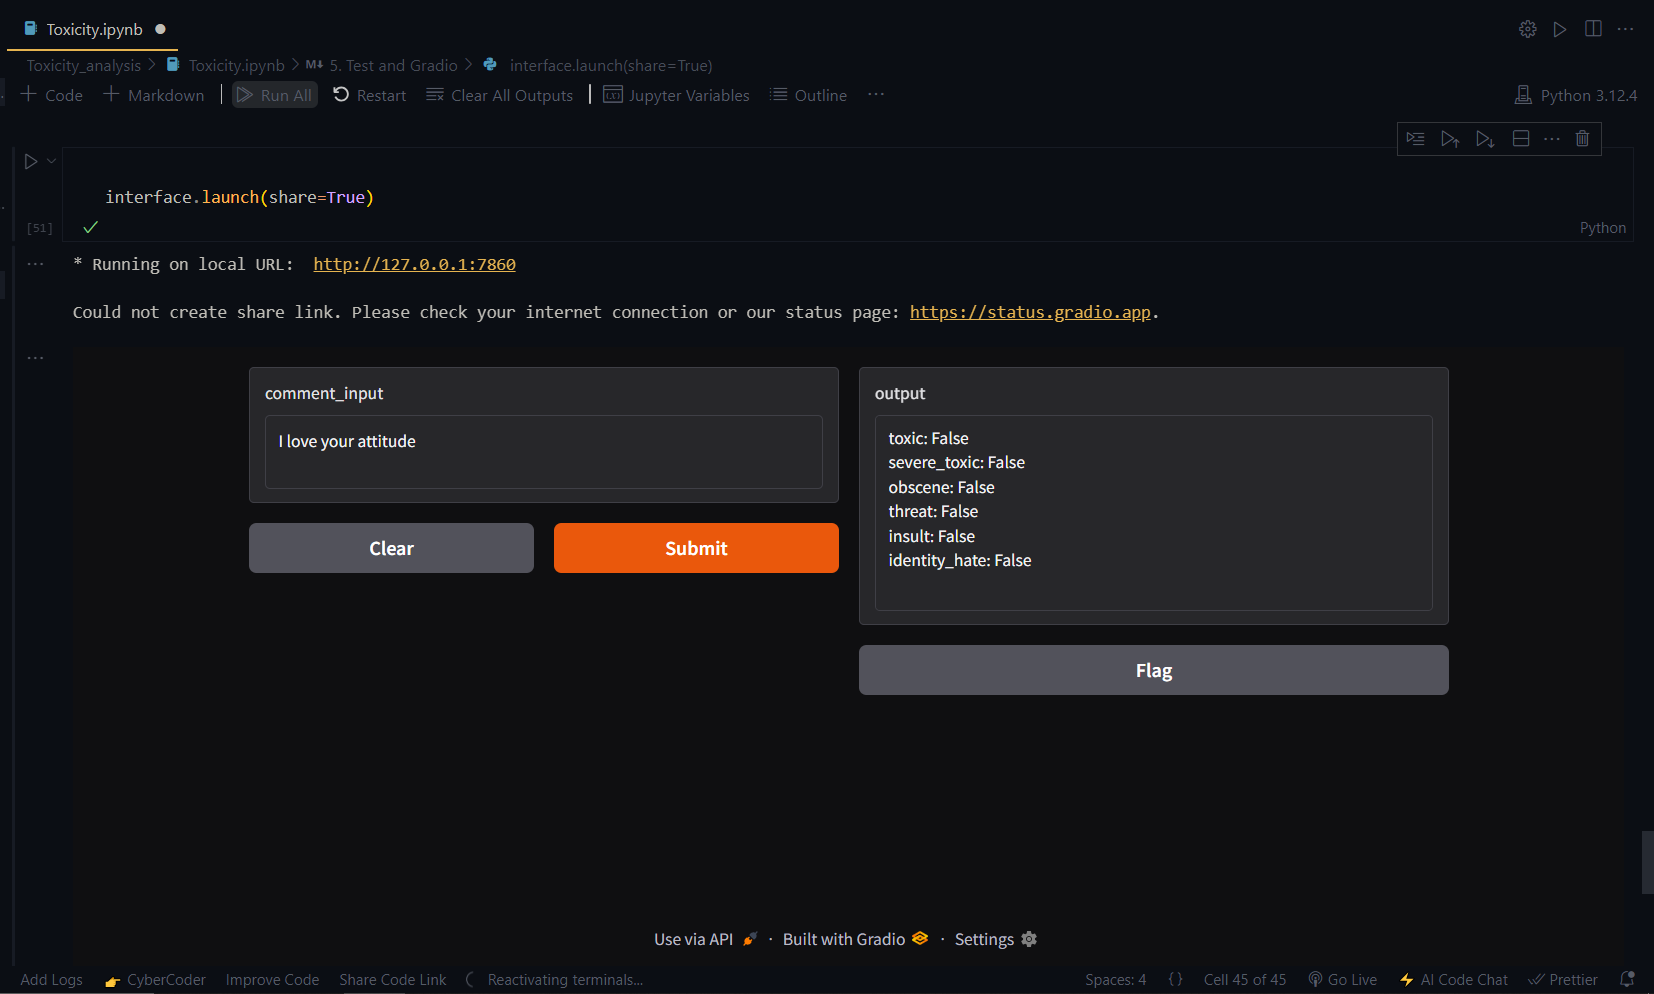 Toxicity.ipynb
Toxicity_analysis > Toxicity.ipynb > M↓ 5. Test and Gradio > interface.launch(share=True)
+ Code + Markdown | Run All Restart Clear All Outputs | Jupyter Variables Outline ...
Python 3.12.4
interface.launch(share=True)
[51]
Python
* Running on local URL: http://127.0.0.1:7860
Could not create share link. Please check your internet connection or our status page: https://status.gradio.app.
comment_input
I love your attitude
Clear
Submit
output
toxic: False
severe_toxic: False
obscene: False
threat: False
insult: False
identity_hate: False
Flag
Use via API · Built with Gradio · Settings
Add Logs CyberCoder Improve Code Share Code Link Reactivating terminals... Spaces: 4 {} Cell 45 of 45 Go Live AI Code Chat Prettier